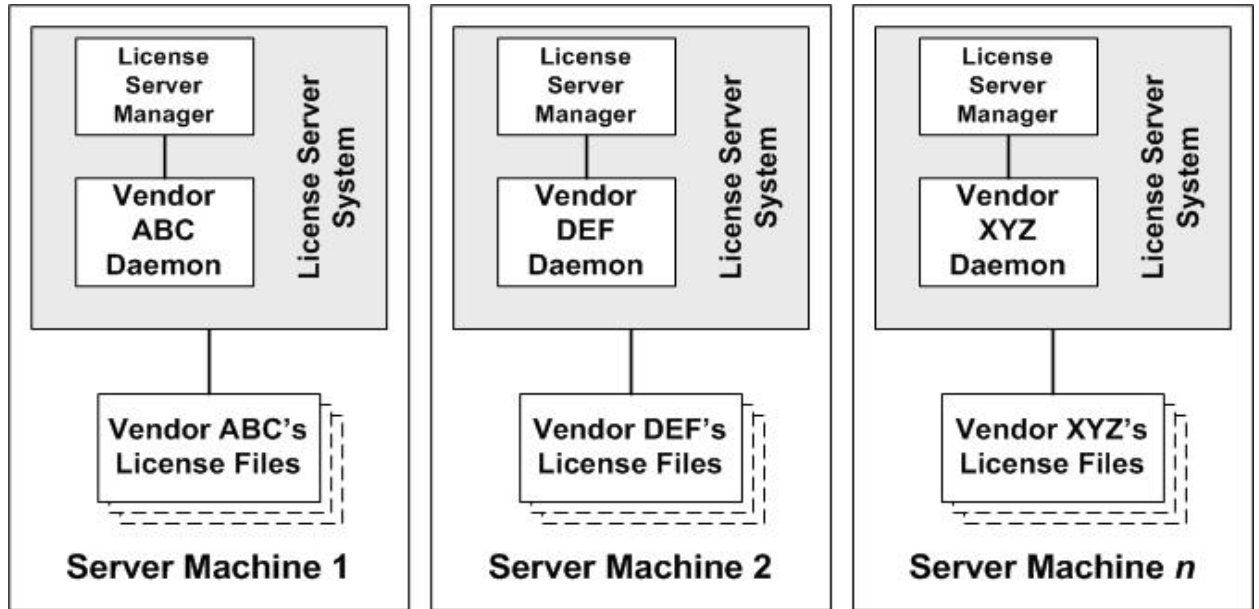 License
Server
Manager
Vendor
ABC
Daemon
License Server
System
Vendor ABC's
License Files
Server Machine 1
License
Server
Manager
Vendor
DEF
Daemon
License Server
System
Vendor DEF's
License Files
Server Machine 2
License
Server
Manager
Vendor
XYZ
Daemon
License Server
System
Vendor XYZ's
License Files
Server Machine n